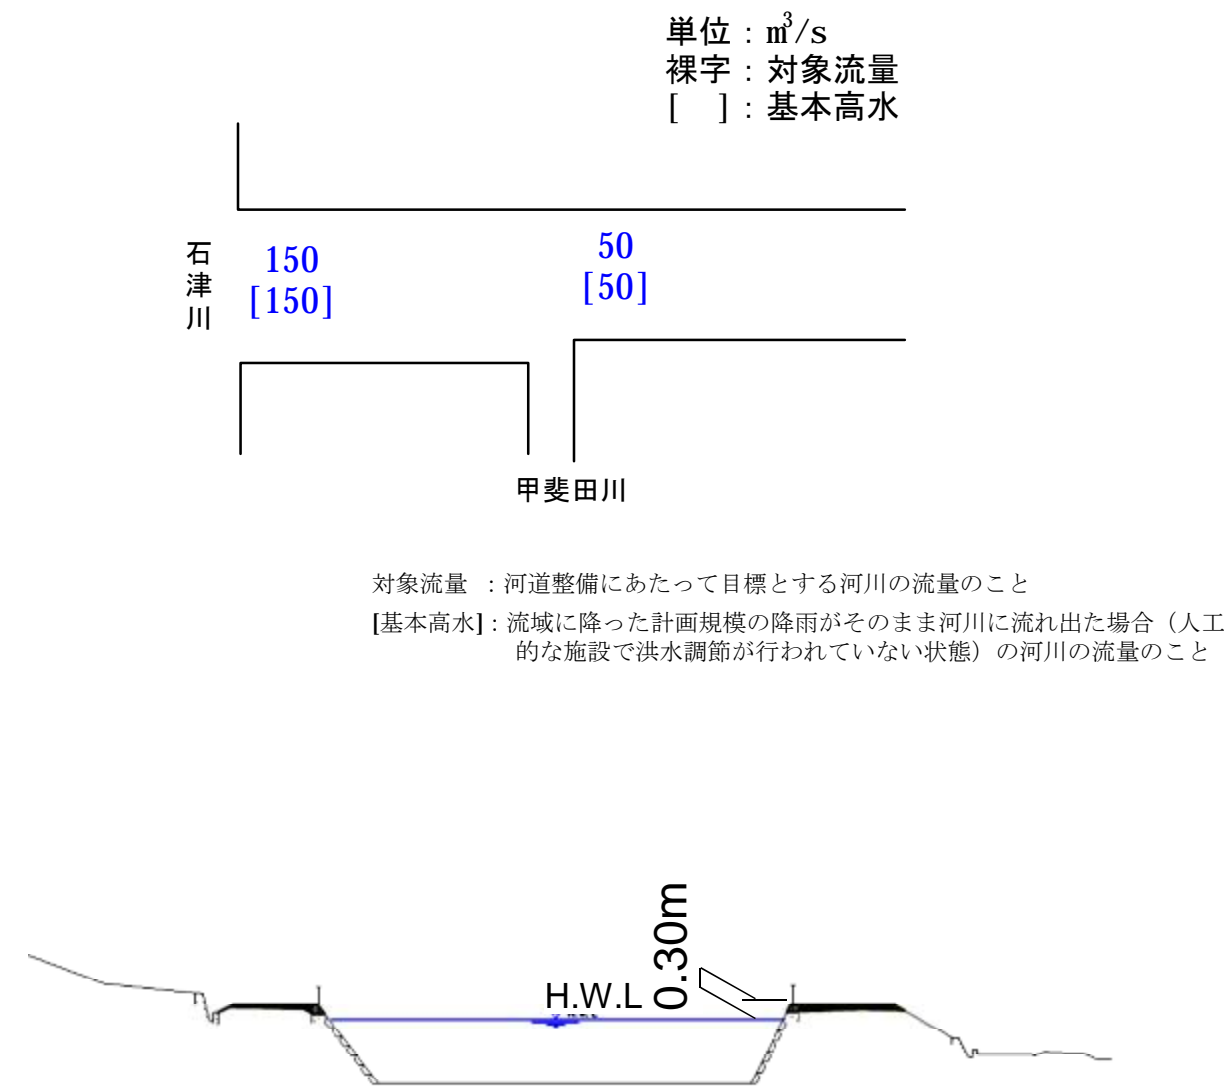 単位：m³/s
裸字：対象流量
[　]：基本高水
石津川
150
[150]
50
[50]
甲斐田川
対象流量 ：河道整備にあたって目標とする河川の流量のこと
[基本高水]：流域に降った計画規模の降雨がそのまま河川に流れ出た場合（人工
的な施設で洪水調節が行われていない状態）の河川の流量のこと
0.30m
H.W.L